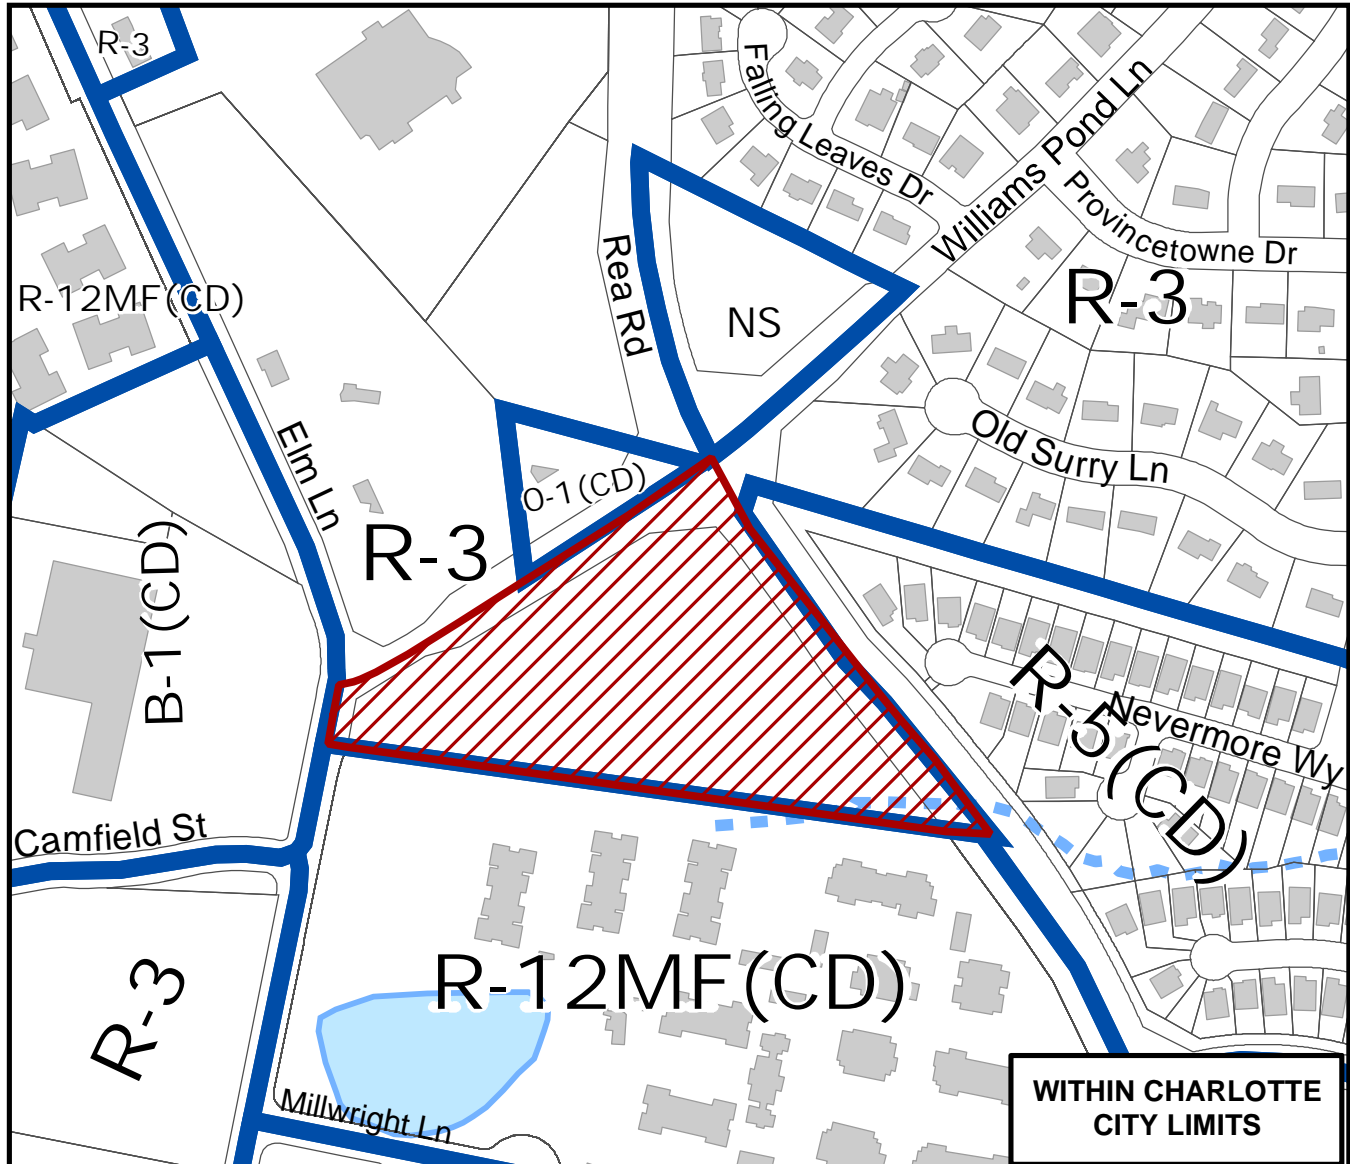 R-3
Falling Leaves Dr
Williams Pond Ln
Provincetowne Dr
R-12MF(CD)
Rea Rd
NS
R-3
Elm Ln
Old Surry Ln
O-1(CD)
R-3
B-1(CD)
R-5(CD)
Nevermore Wy
Camfield St
R-12MF(CD)
R-3
Millwright Ln
WITHIN CHARLOTTE
CITY LIMITS